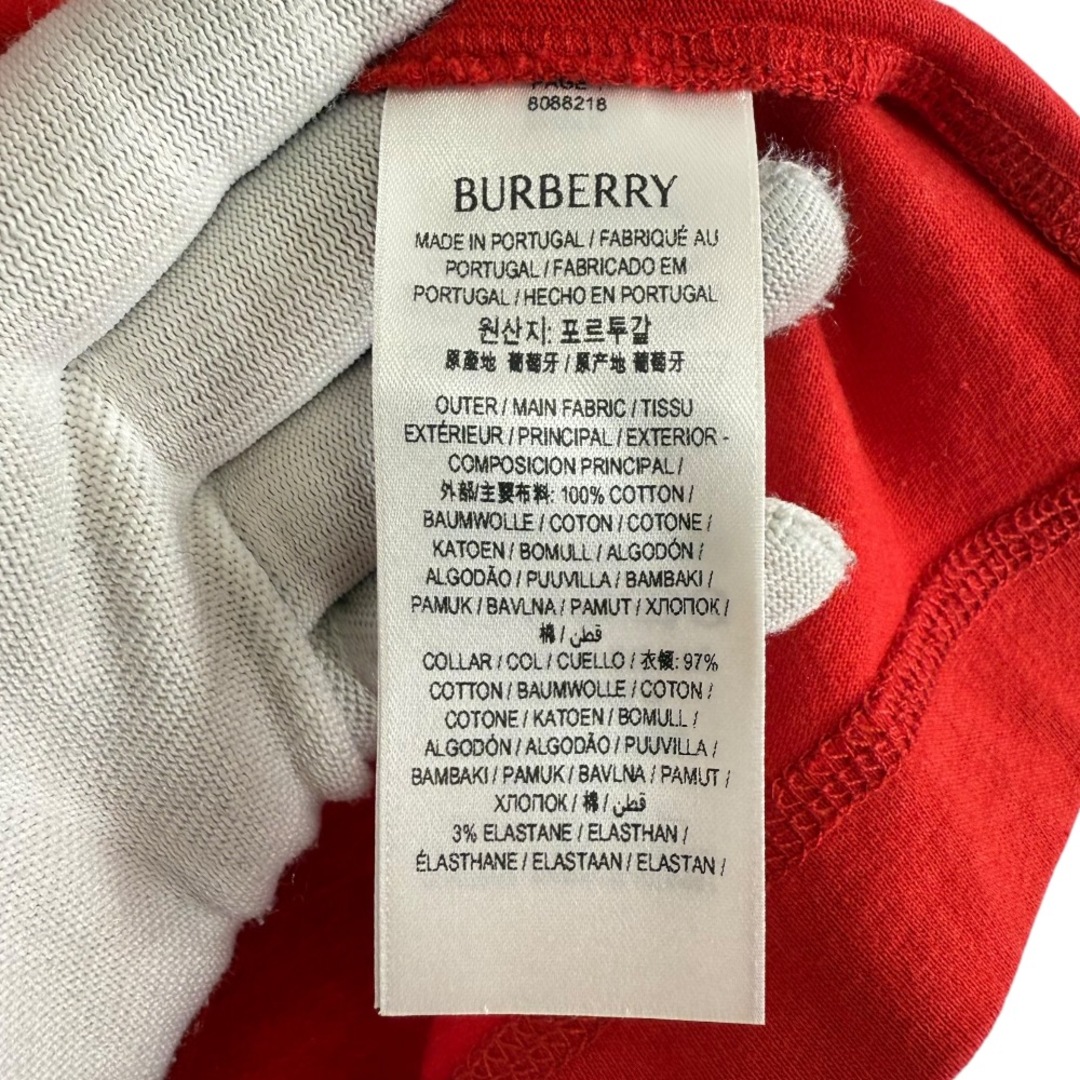 PAGE 1
8088218
BURBERRY
MADE IN PORTUGAL / FABRIQUÉ AU
PORTUGAL / FABRICADO EM
PORTUGAL / HECHO EN PORTUGAL
원산지: 포르투갈
原產地 葡萄牙 / 原产地 葡萄牙
OUTER / MAIN FABRIC / TISSU
EXTÉRIEUR / PRINCIPAL / EXTERIOR -
COMPOSICION PRINCIPAL /
外部/主要布料: 100% COTTON /
BAUMWOLLE / COTON / COTONE /
KATOEN / BOMULL / ALGODÓN /
ALGODÃO / PUUVILLA / BAMBAKI /
PAMUK / BAVLNA / PAMUT / ХЛОПОК /
棉 / قطن
COLLAR / COL / CUELLO / 衣領: 97%
COTTON / BAUMWOLLE / COTON /
COTONE / KATOEN / BOMULL /
ALGODÓN / ALGODÃO / PUUVILLA /
BAMBAKI / PAMUK / BAVLNA / PAMUT /
ХЛОПОК / 棉 / قطن
3% ELASTANE / ELASTHAN /
ÉLASTHANE / ELASTAAN / ELASTAN /